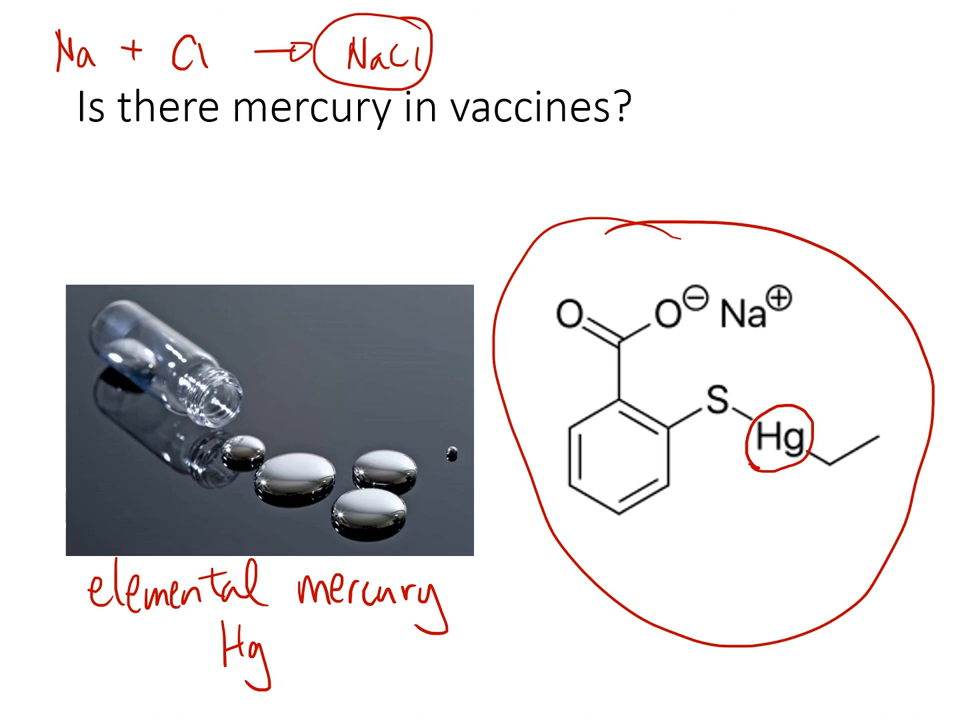 Na + Cl → NaCl
Is there mercury in vaccines?
O O⊖ Na⊕
S
Hg
elemental mercury
Hg